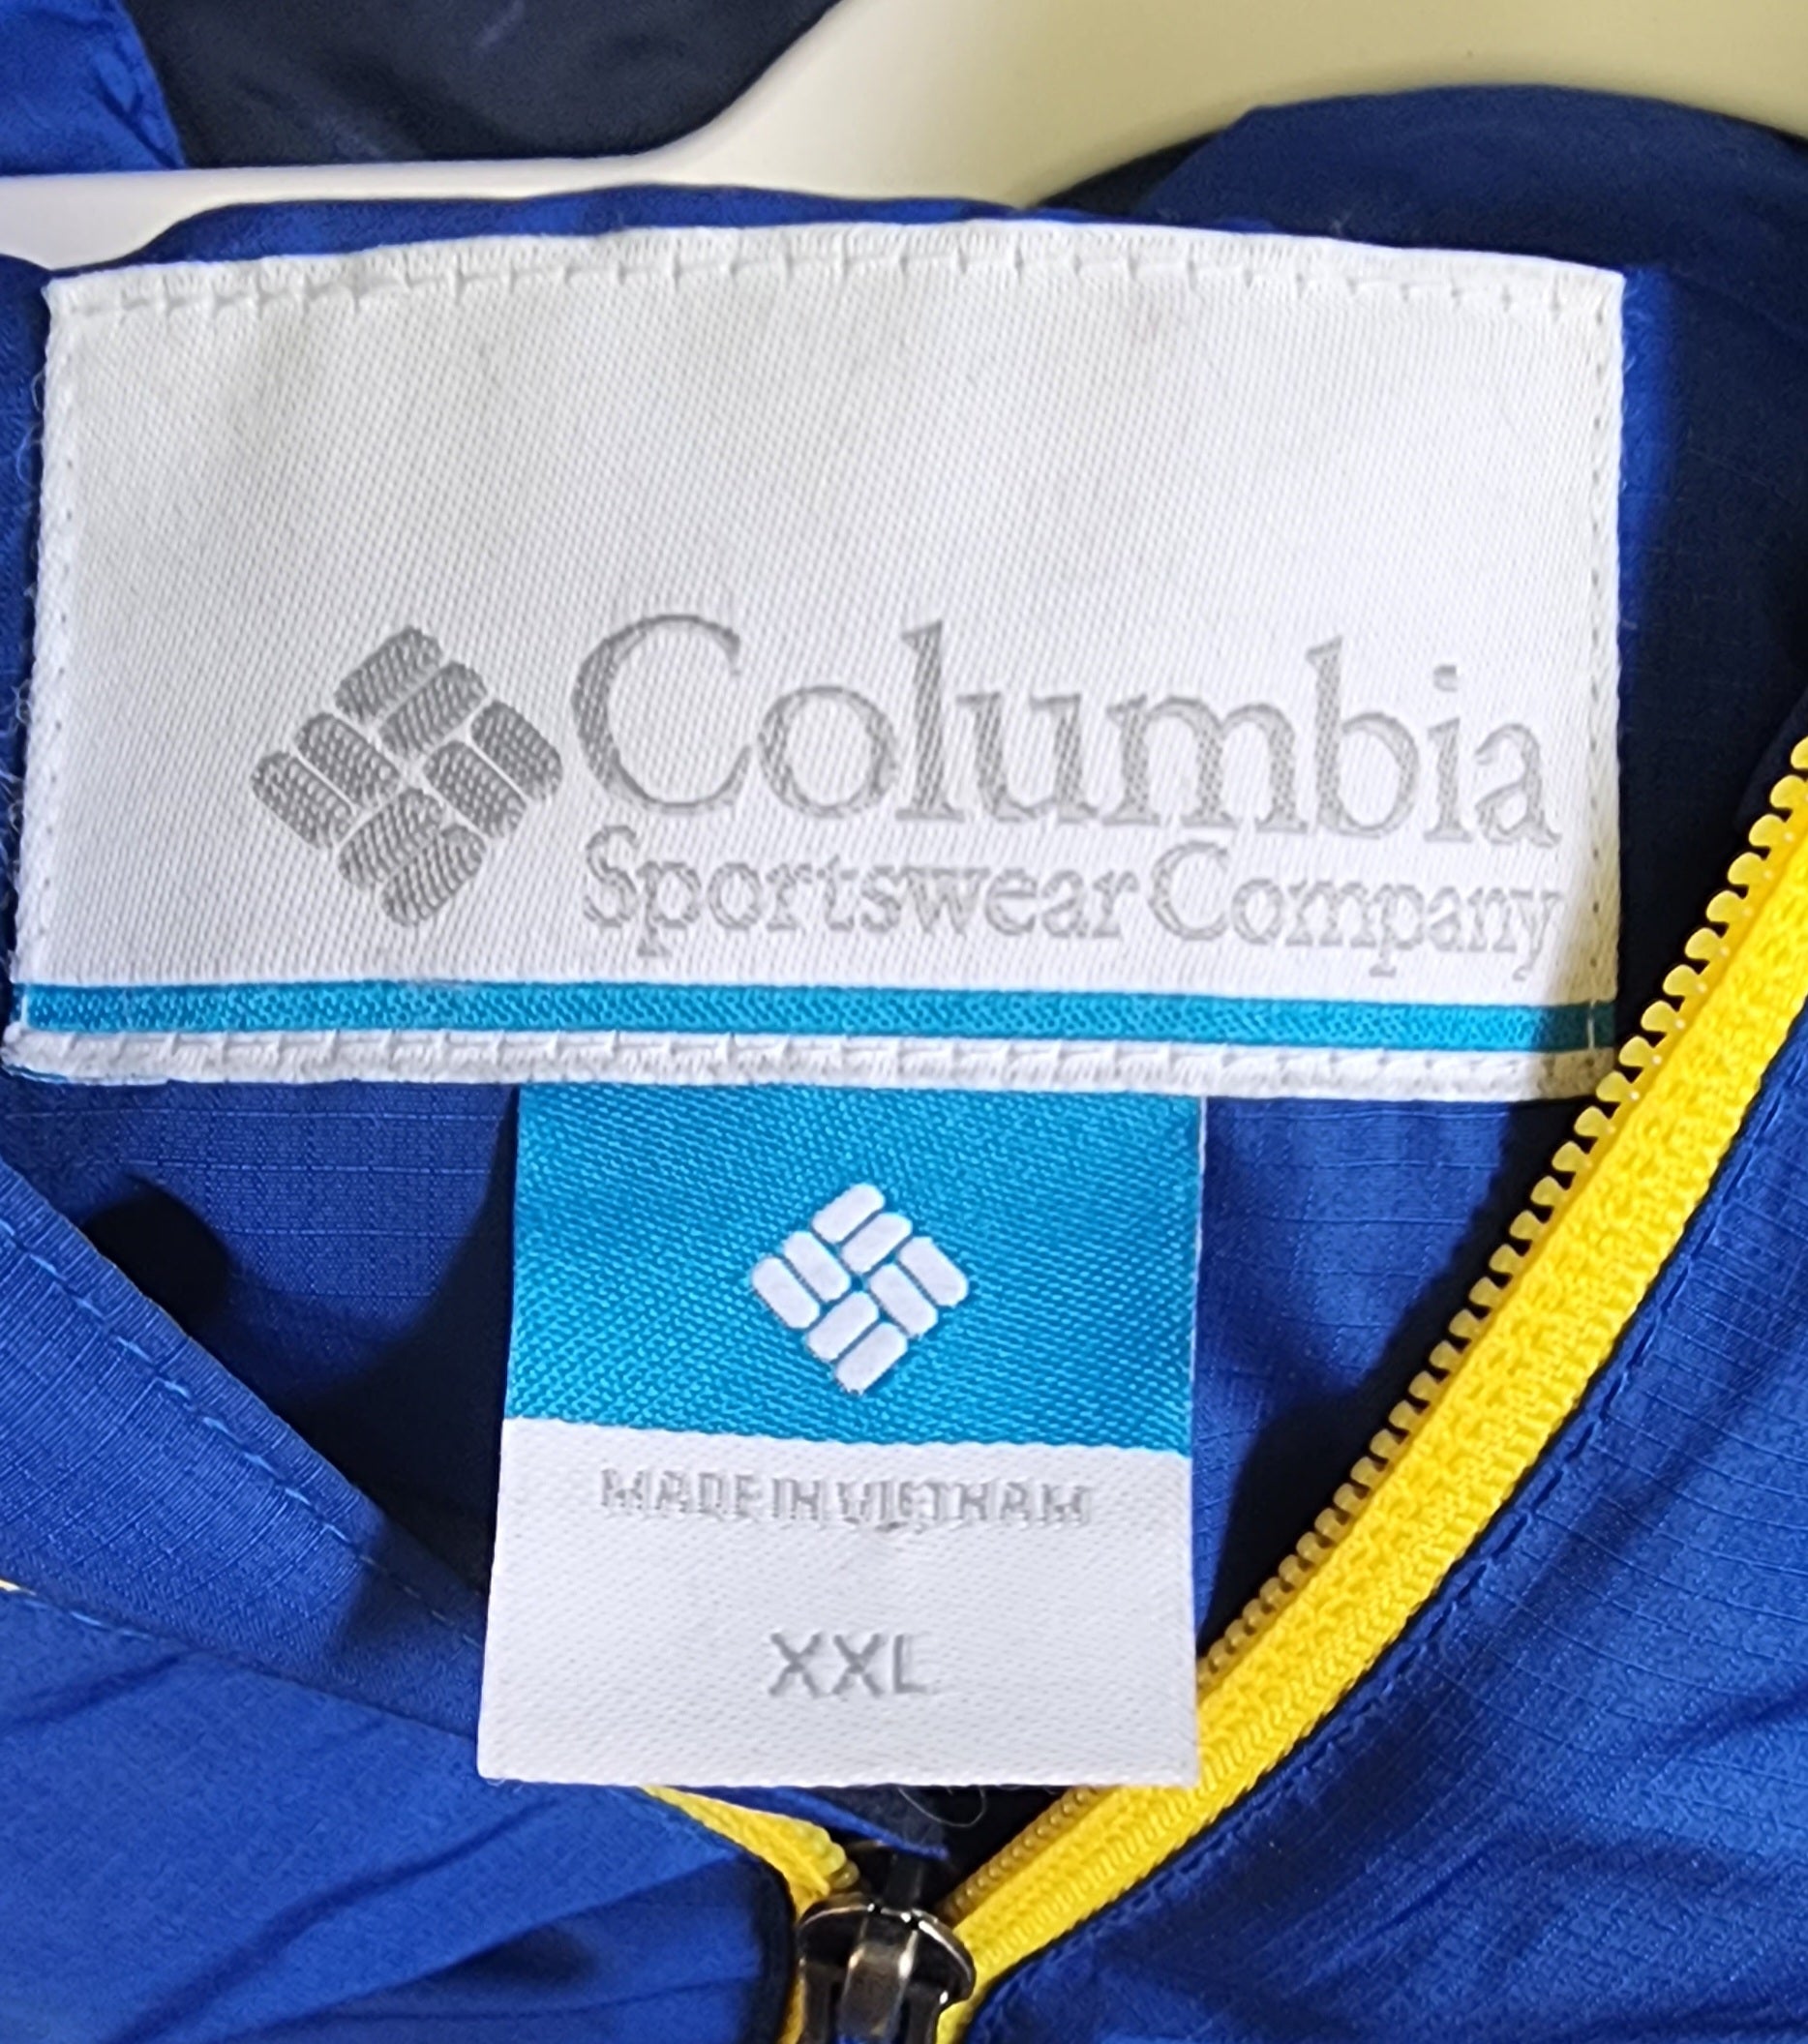 Columbia
Sportswear Company
MADE IN VIETNAM
XXL